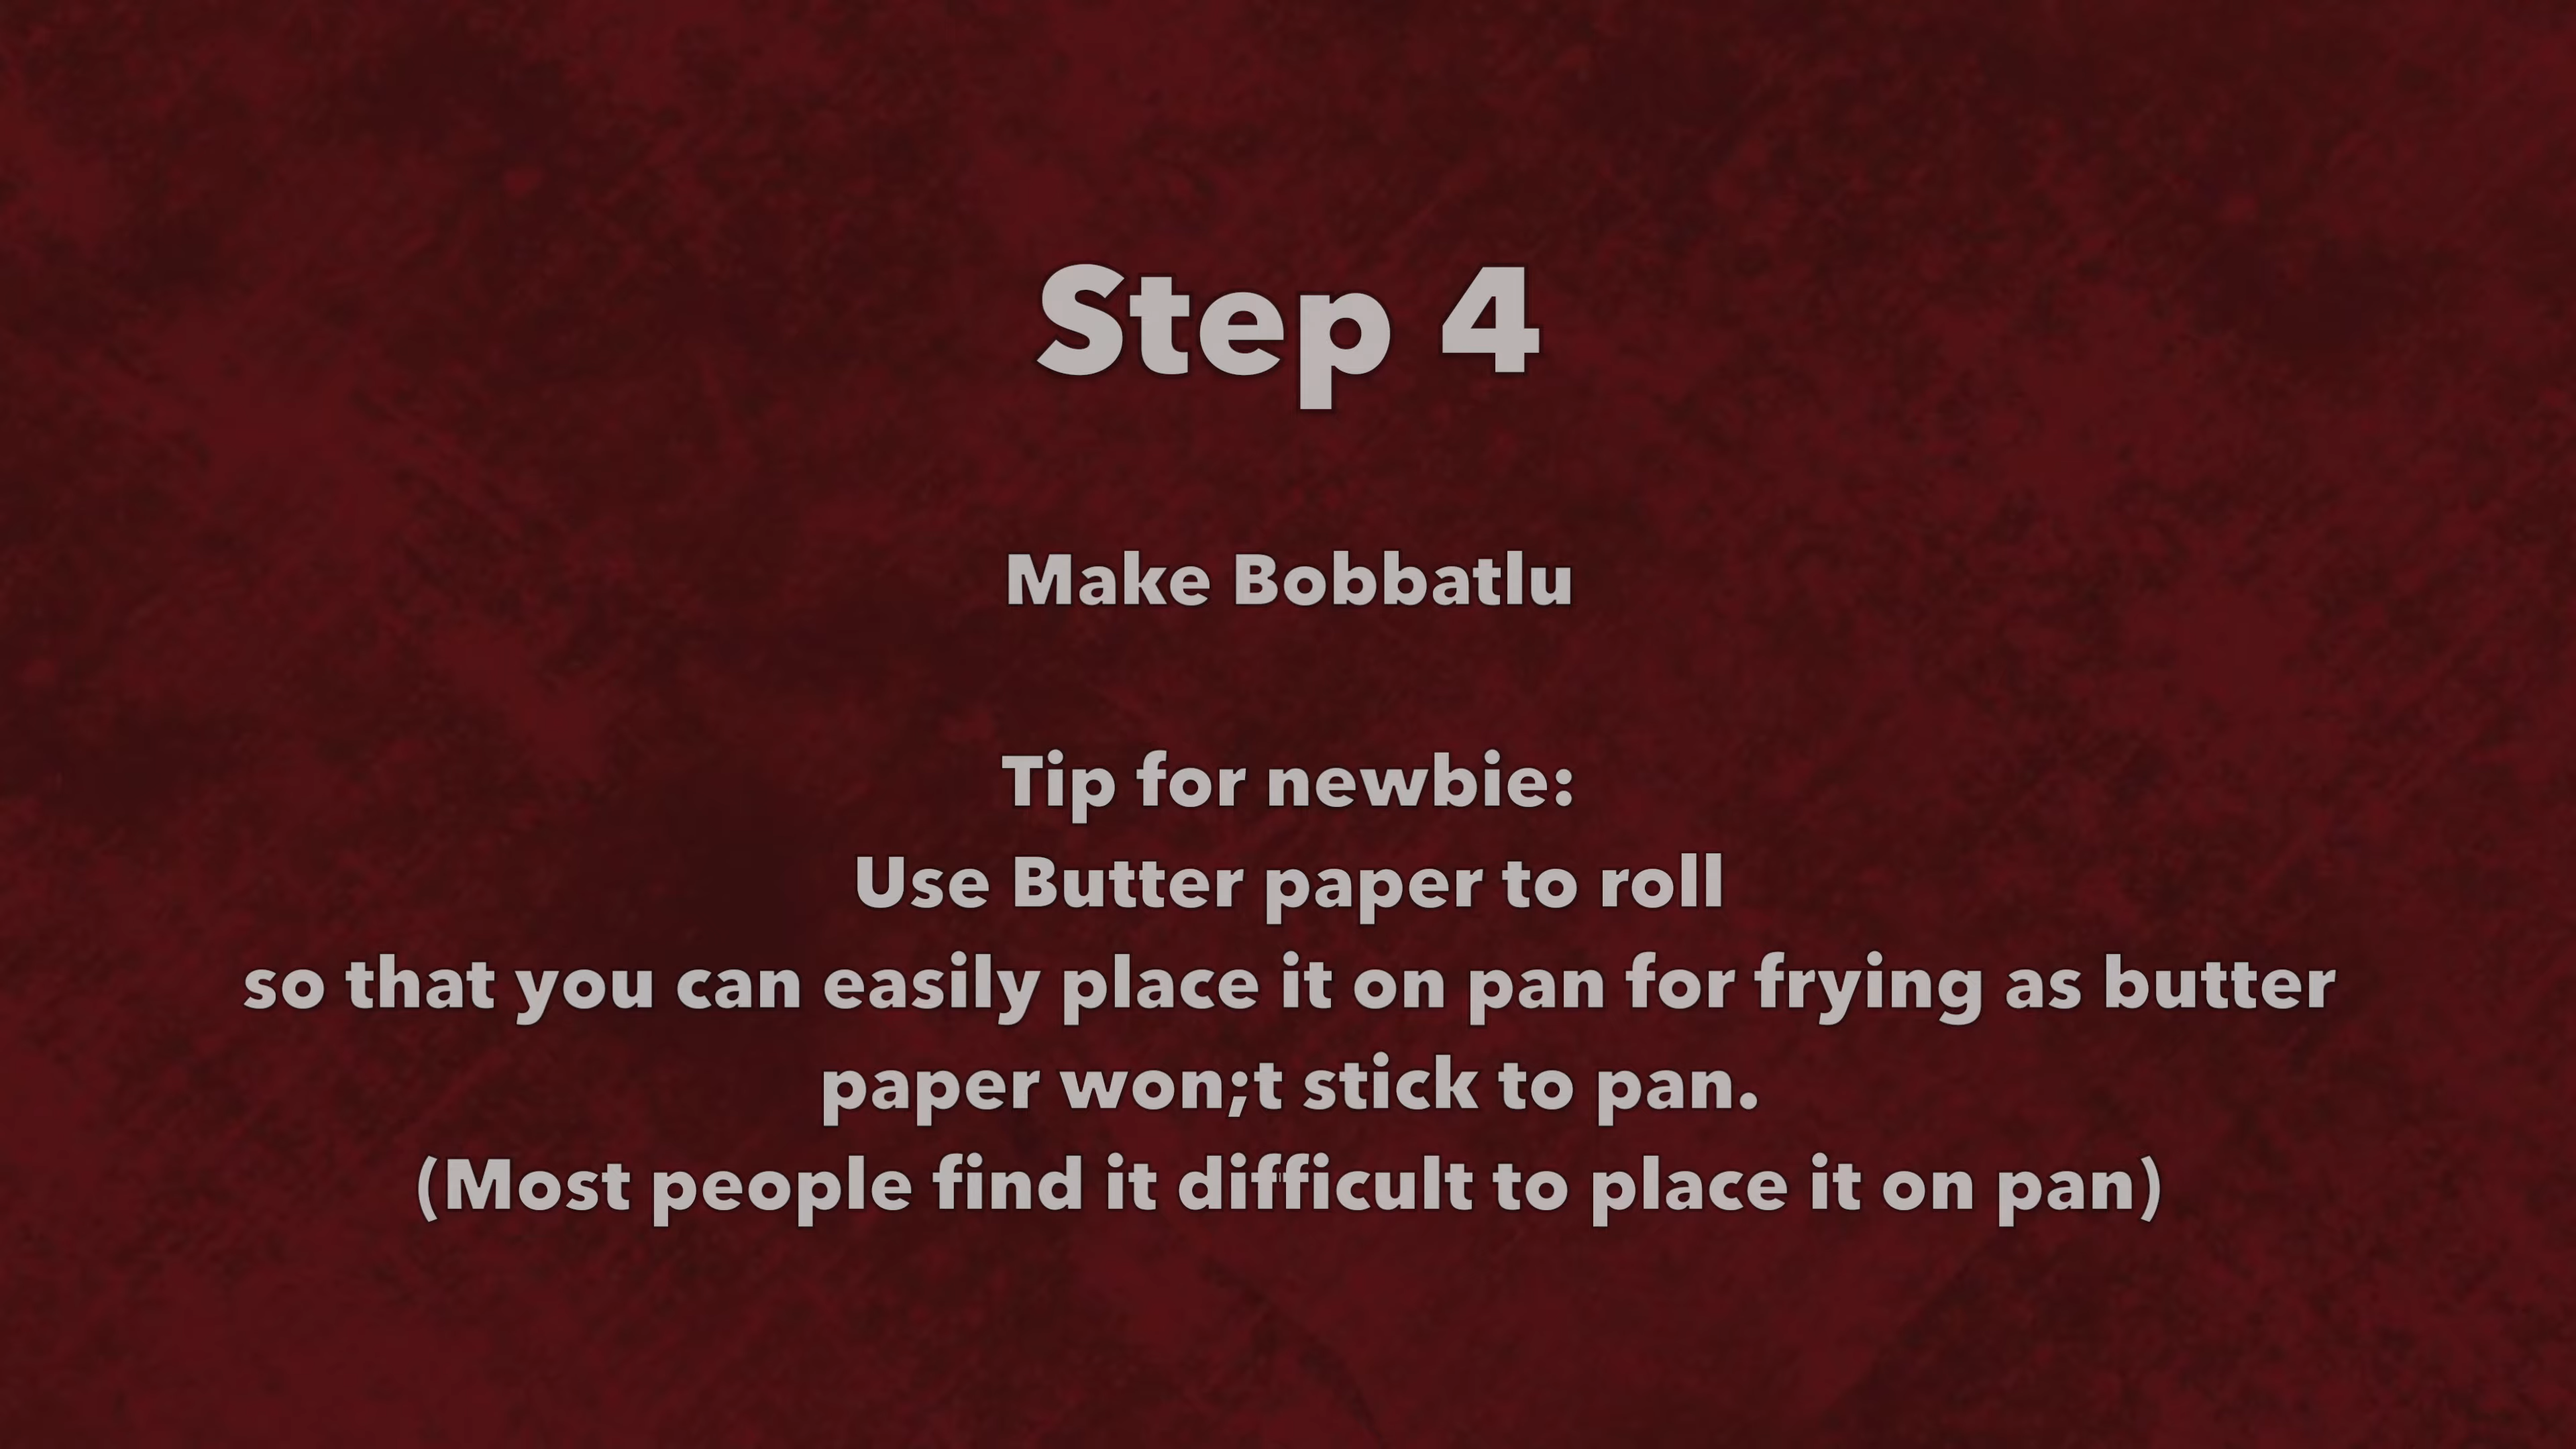 Step 4
Make Bobbatlu
Tip for newbie:
Use Butter paper to roll
so that you can easily place it on pan for frying as butter
paper won;t stick to pan.
(Most people find it difficult to place it on pan)